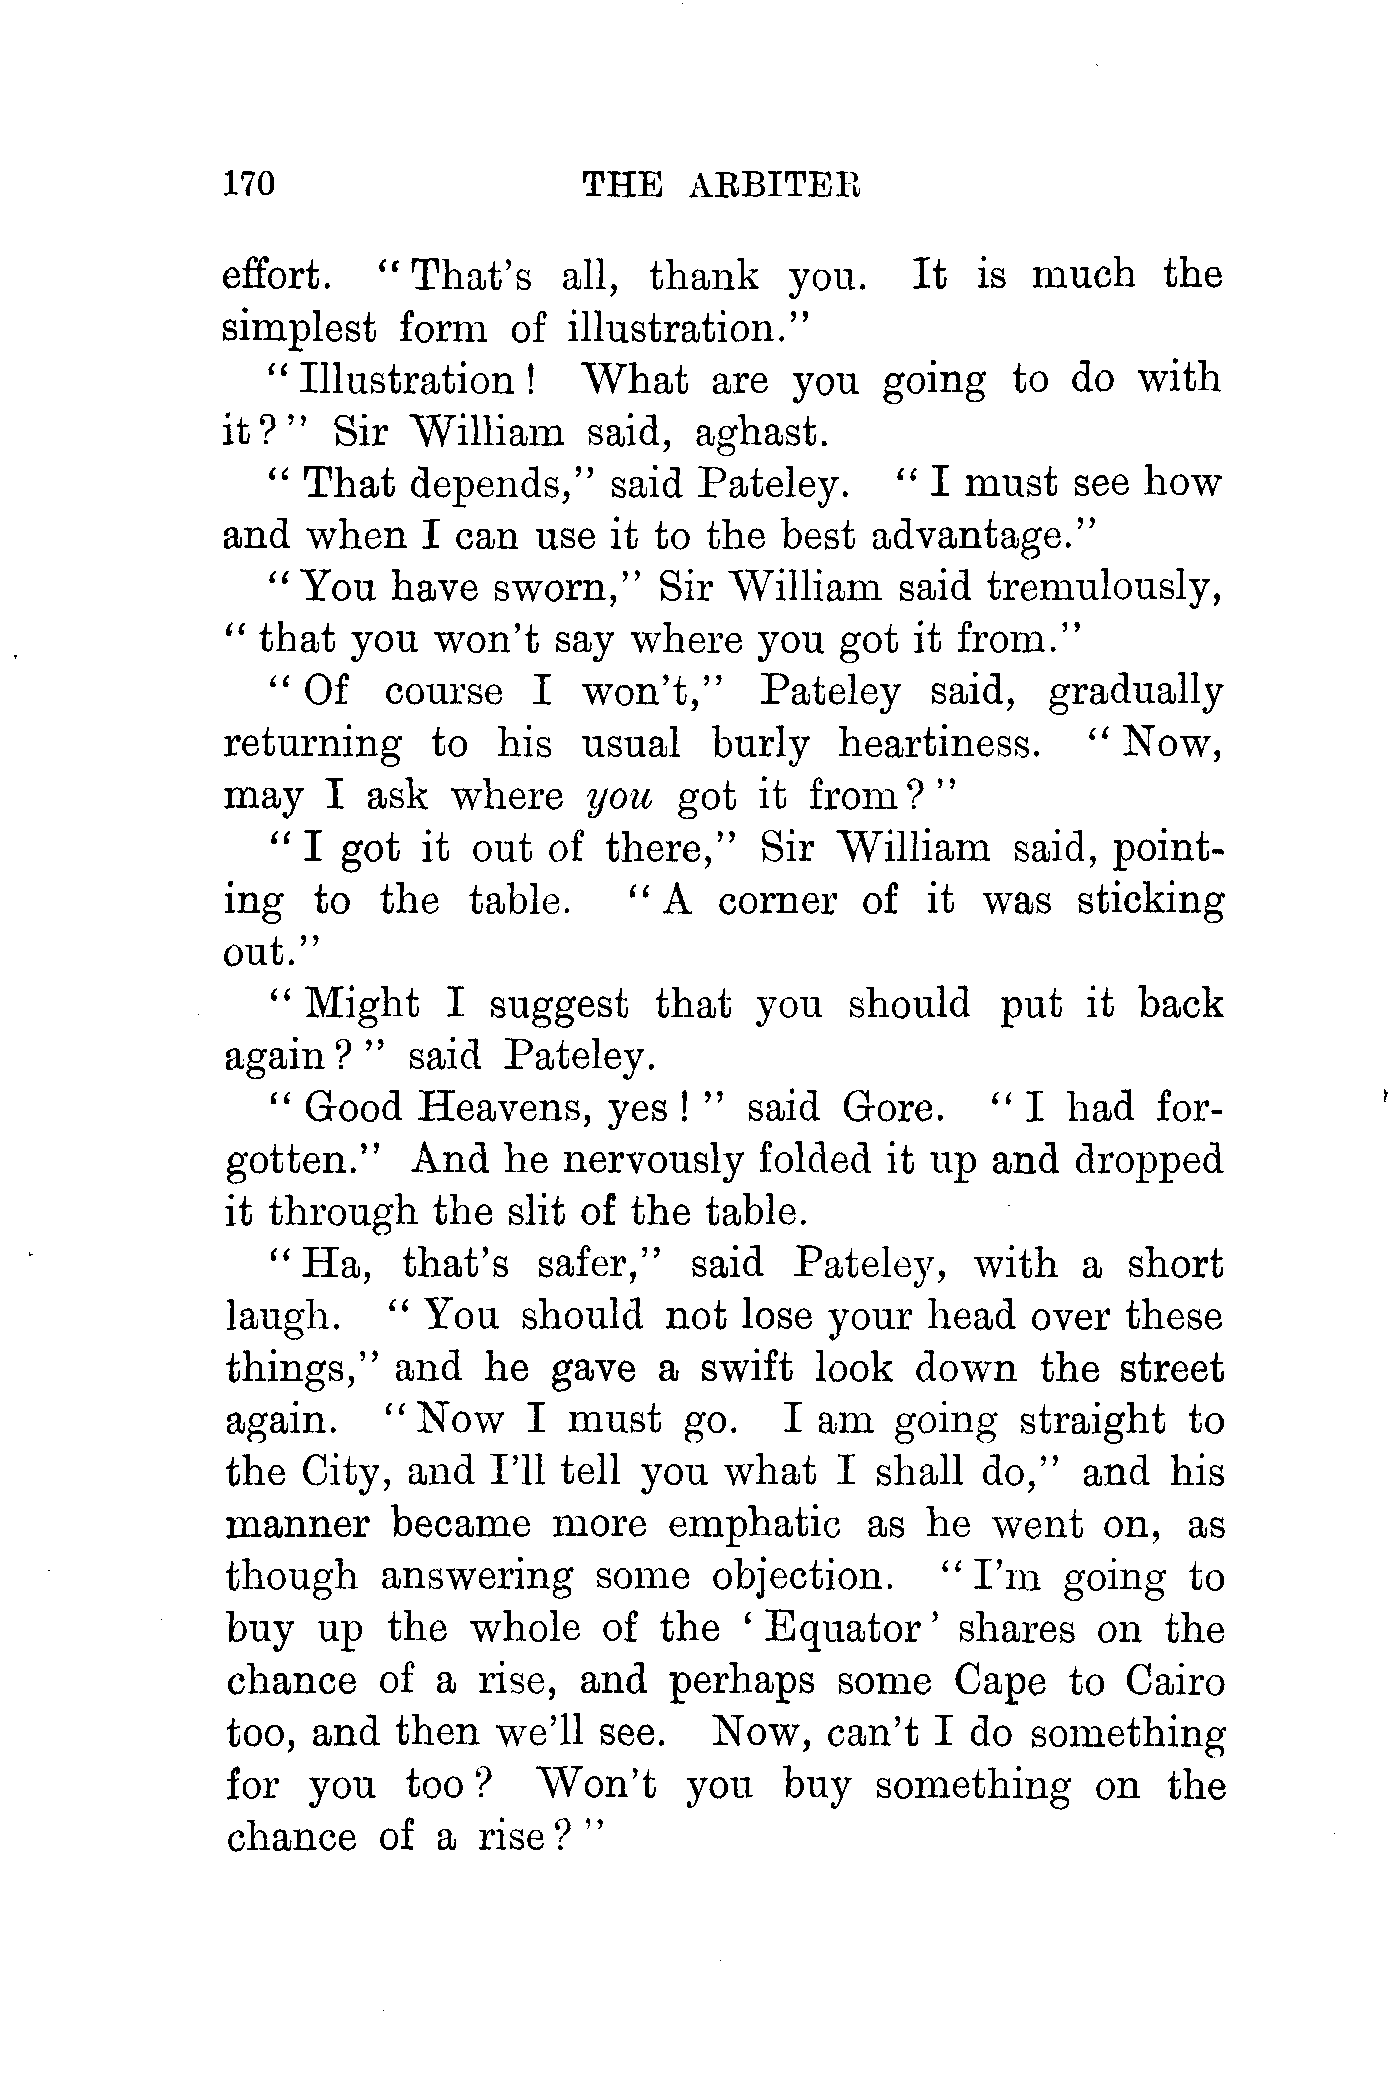 170 THE ARBITER
effort. “That’s all, thank you. It is much the
simplest form of illustration.”
“Illustration! What are you going to do with
it?” Sir William said, aghast.
“That depends,” said Pateley. “I must see how
and when I can use it to the best advantage.”
“You have sworn,” Sir William said tremulously,
“that you won’t say where you got it from.”
“Of course I won’t,” Pateley said, gradually
returning to his usual burly heartiness. “Now,
may I ask where you got it from?”
“I got it out of there,” Sir William said, point-
ing to the table. “A corner of it was sticking
out.”
“Might I suggest that you should put it back
again?” said Pateley.
“Good Heavens, yes!” said Gore. “I had for-
gotten.” And he nervously folded it up and dropped
it through the slit of the table.
“Ha, that’s safer,” said Pateley, with a short
laugh. “You should not lose your head over these
things,” and he gave a swift look down the street
again. “Now I must go. I am going straight to
the City, and I’ll tell you what I shall do,” and his
manner became more emphatic as he went on, as
though answering some objection. “I’m going to
buy up the whole of the ‘Equator’ shares on the
chance of a rise, and perhaps some Cape to Cairo
too, and then we’ll see. Now, can’t I do something
for you too? Won’t you buy something on the
chance of a rise?”